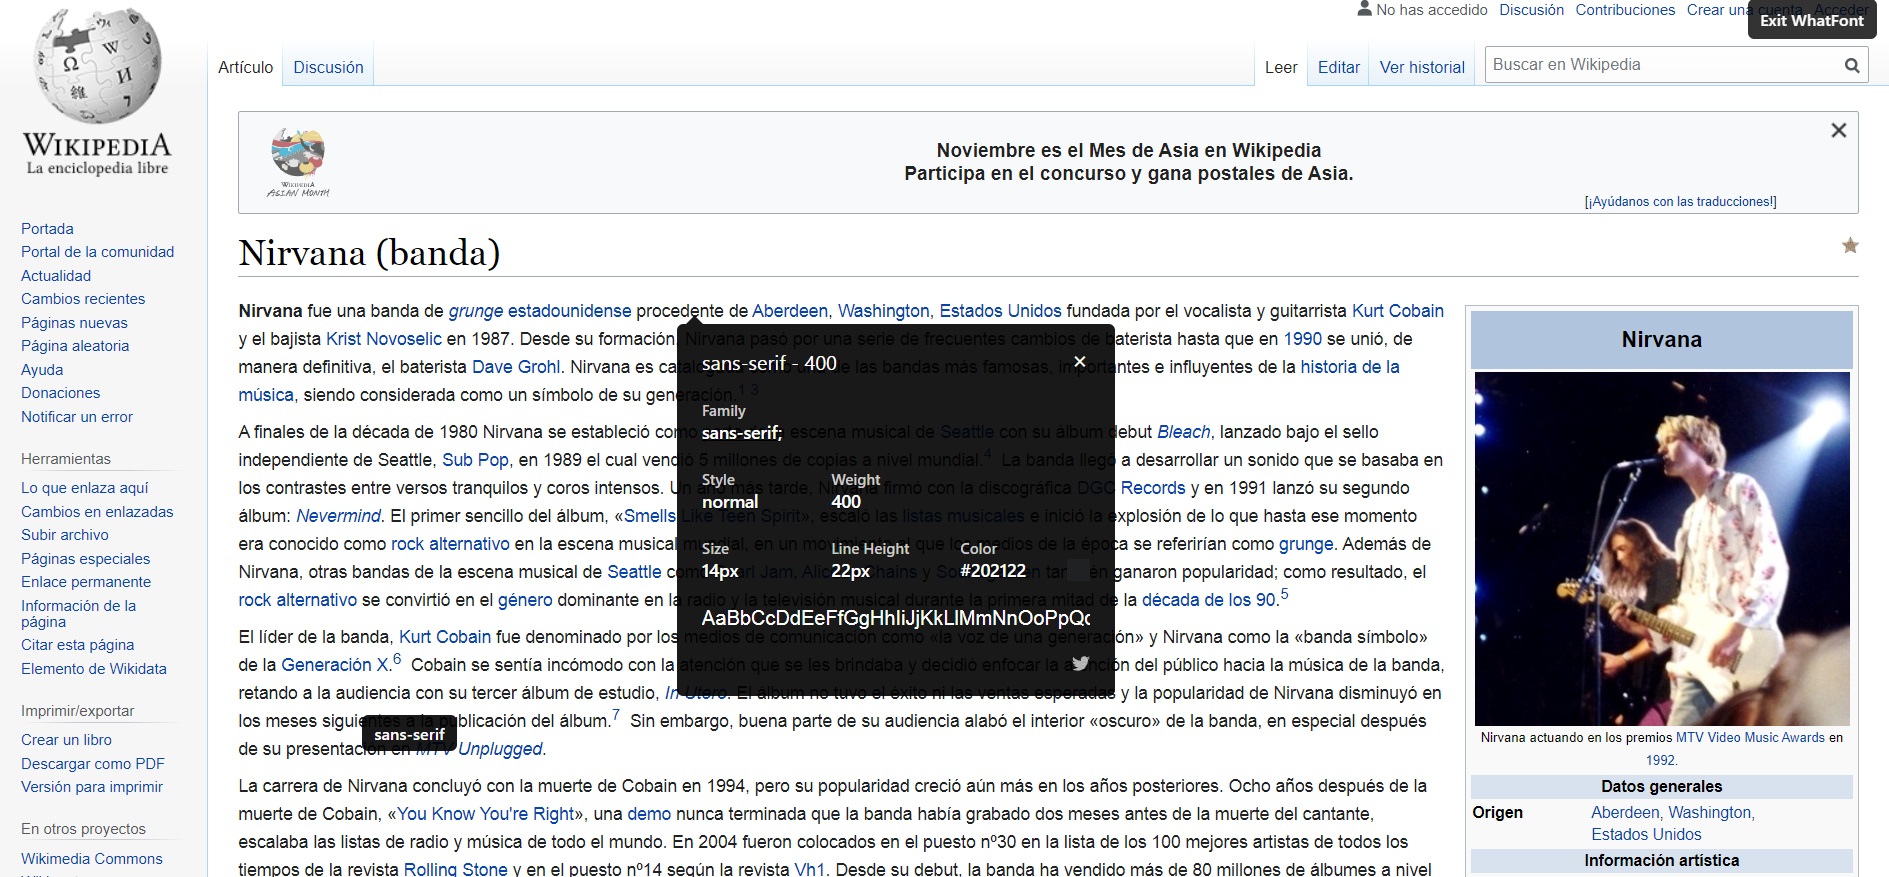 No has accedido Discusión Contribuciones Crear una cuenta Acceder
Exit WhatFont
WIKIPEDIA
La enciclopedia libre
Artículo Discusión
Leer Editar Ver historial Buscar en Wikipedia
WIKIPEDIA
ASIAN MONTH
Noviembre es el Mes de Asia en Wikipedia
Participa en el concurso y gana postales de Asia.
[¡Ayúdanos con las traducciones!]
Portada
Portal de la comunidad
Actualidad
Cambios recientes
Páginas nuevas
Página aleatoria
Ayuda
Donaciones
Notificar un error
Herramientas
Lo que enlaza aquí
Cambios en enlazadas
Subir archivo
Páginas especiales
Enlace permanente
Información de la
página
Citar esta página
Elemento de Wikidata
Imprimir/exportar
Crear un libro
Descargar como PDF
Versión para imprimir
En otros proyectos
Wikimedia Commons
Nirvana (banda)
Nirvana fue una banda de grunge estadounidense procedente de Aberdeen, Washington, Estados Unidos fundada por el vocalista y guitarrista Kurt Cobain
y el bajista Krist Novoselic en 1987. Desde su formación, Nirvana pasó por una serie de frecuentes cambios de baterista hasta que en 1990 se unió, de
manera definitiva, el baterista Dave Grohl. Nirvana es de las bandas más famosas, importantes e influyentes de la historia de la
música, siendo considerada como un símbolo de su generación.1 3
A finales de la década de 1980 Nirvana se estableció como escena musical de Seattle con su álbum debut Bleach, lanzado bajo el sello
independiente de Seattle, Sub Pop, en 1989 el cual vendió 5 millones de copias a nivel mundial.4 La banda llegó a desarrollar un sonido que se basaba en
los contrastes entre versos tranquilos y coros intensos. Un año más tarde, Nirvana firmó con la discográfica DGC Records y en 1991 lanzó su segundo
álbum: Nevermind. El primer sencillo del álbum, «Smells Like Teen Spirit», escaló las listas musicales e inició la explosión de lo que hasta ese momento
era conocido como rock alternativo en la escena musical mundial, en un movimiento al que los medios de la época se referirían como grunge. Además de
Nirvana, otras bandas de la escena musical de Seattle como Pearl Jam, Alice Chains y también ganaron popularidad; como resultado, el
rock alternativo se convirtió en el género dominante en la radio y la televisión musical durante la primera mitad de la década de los 90.5
El líder de la banda, Kurt Cobain fue denominado por los medios de comunicación como «la voz de una generación» y Nirvana como la «banda símbolo»
de la Generación X.6 Cobain se sentía incómodo con la atención que se les brindaba y decidió enfocar la atención del público hacia la música de la banda,
retando a la audiencia con su tercer álbum de estudio, In Utero. El álbum no tuvo el éxito ni las ventas esperadas y la popularidad de Nirvana disminuyó en
los meses siguientes a la publicación del álbum.7 Sin embargo, buena parte de su audiencia alabó el interior «oscuro» de la banda, en especial después
de su presentación en MTV Unplugged.
La carrera de Nirvana concluyó con la muerte de Cobain en 1994, pero su popularidad creció aún más en los años posteriores. Ocho años después de la
muerte de Cobain, «You Know You're Right», una demo nunca terminada que la banda había grabado dos meses antes de la muerte del cantante,
escalaba las listas de radio y música de todo el mundo. En 2004 fueron colocados en el puesto nº30 en la lista de los 100 mejores artistas de todos los
tiempos de la revista Rolling Stone y en el puesto nº14 según la revista Vh1. Desde su debut, la banda ha vendido más de 80 millones de álbumes a nivel
sans-serif - 400
Family
sans-serif;
Style Weight
normal 400
Size Line Height Color
14px 22px #202122
AaBbCcDdEeFfGgHhIiJjKkLlMmNnOoPpQq
sans-serif
Nirvana
Nirvana actuando en los premios MTV Video Music Awards en
1992.
Datos generales
Origen Aberdeen, Washington,
Estados Unidos
Información artística